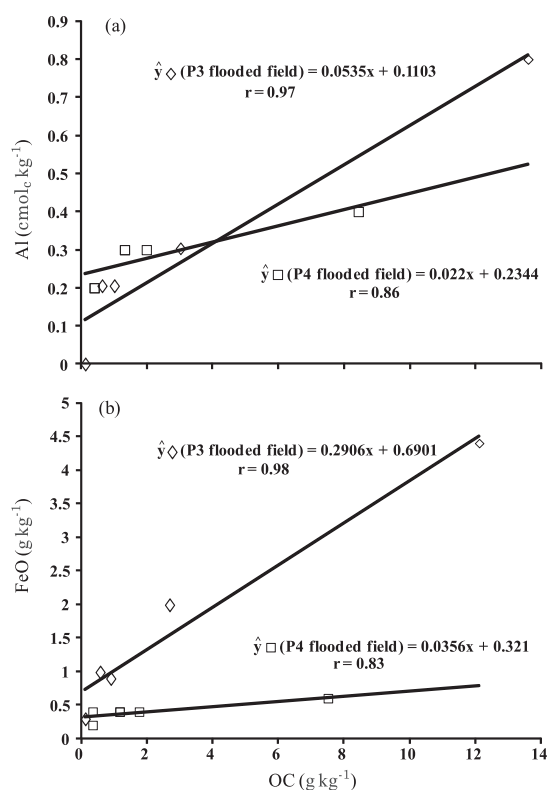 (a)
0.9
0.8
0.7
0.6
0.5
0.4
0.3
0.2
0.1
0
Al (cmolc kg-1)
ŷ ◇ (P3 flooded field) = 0.0535x + 0.1103
r = 0.97
ŷ □ (P4 flooded field) = 0.022x + 0.2344
r = 0.86
(b)
5
4.5
4
3.5
3
2.5
2
1.5
1
0.5
0
FeO (g kg-1)
ŷ ◇ (P3 flooded field) = 0.2906x + 0.6901
r = 0.98
ŷ □ (P4 flooded field) = 0.0356x + 0.321
r = 0.83
0 2 4 6 8 10 12 14
OC (g kg-1)